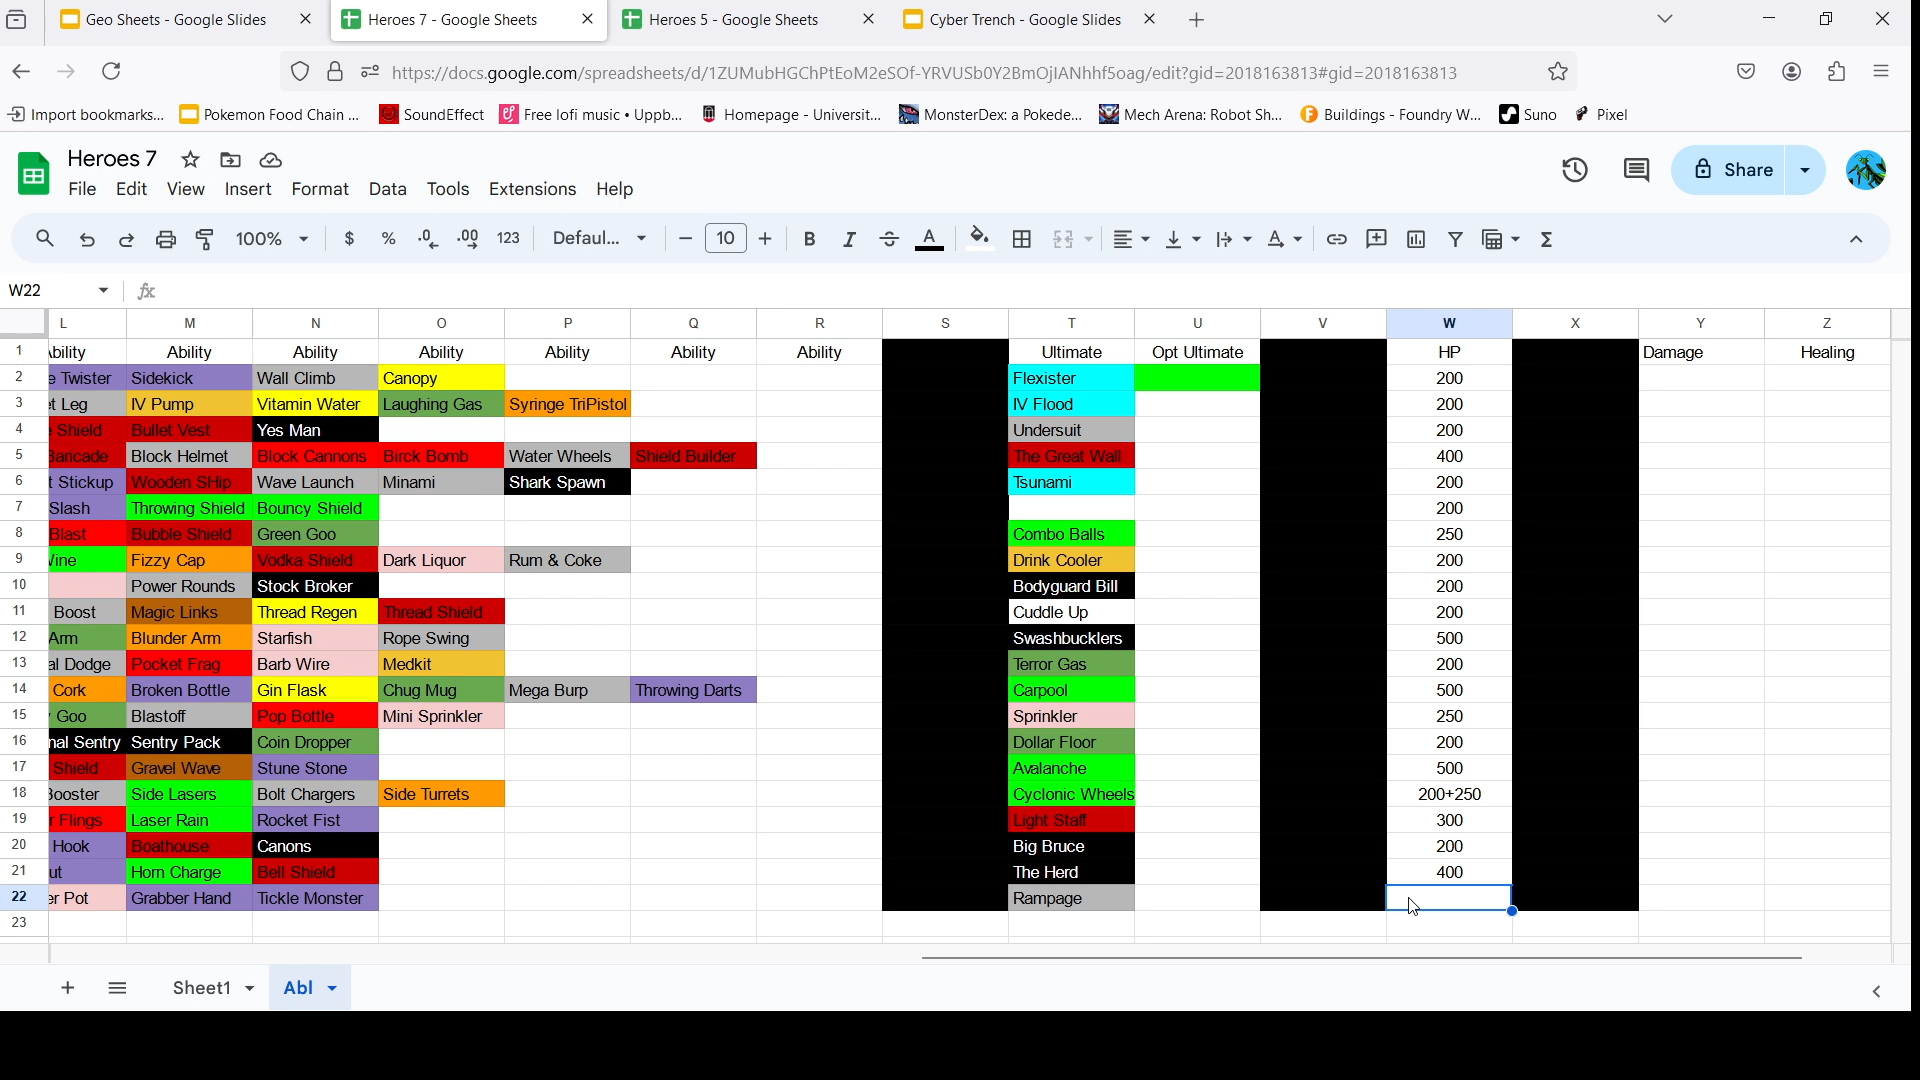 Geo Sheets - Google Slides
Heroes 7 - Google Sheets
Heroes 5 - Google Sheets
Cyber Trench - Google Slides
https://docs.google.com/spreadsheets/d/1ZUMubHGChPtEoM2eSOf-YRVUSb0Y2BmOjIANhhf5oag/edit?gid=2018163813#gid=2018163813
Import bookmarks... Pokemon Food Chain ... SoundEffect Free lofi music • Uppb... Homepage - Universit... MonsterDex: a Pokede... Mech Arena: Robot Sh... Buildings - Foundry W... Suno Pixel
Heroes 7
File Edit View Insert Format Data Tools Extensions Help
Share
100% $ % .0 .00 123 Defaul... 10 B I S A
W22 fx
L M N O P Q R S T U V W X Y Z
1 Ability Ability Ability Ability Ability Ability Ability Ultimate Opt Ultimate HP Damage Healing
2 e Twister Sidekick Wall Climb Canopy Flexister 200
3 t Leg IV Pump Vitamin Water Laughing Gas Syringe TriPistol IV Flood 200
4 Shield Bullet Vest Yes Man Undersuit 200
5 Baricade Block Helmet Block Cannons Birck Bomb Water Wheels Shield Builder The Great Wall 400
6 t Stickup Wooden SHip Wave Launch Minami Shark Spawn Tsunami 200
7 Slash Throwing Shield Bouncy Shield 200
8 Blast Bubble Shield Green Goo Combo Balls 250
9 Wine Fizzy Cap Vodka Shield Dark Liquor Rum & Coke Drink Cooler 200
10 Power Rounds Stock Broker Bodyguard Bill 200
11 Boost Magic Links Thread Regen Thread Shield Cuddle Up 200
12 Arm Blunder Arm Starfish Rope Swing Swashbucklers 500
13 al Dodge Pocket Frag Barb Wire Medkit Terror Gas 200
14 Cork Broken Bottle Gin Flask Chug Mug Mega Burp Throwing Darts Carpool 500
15 Goo Blastoff Pop Bottle Mini Sprinkler Sprinkler 250
16 nal Sentry Sentry Pack Coin Dropper Dollar Floor 200
17 Shield Gravel Wave Stune Stone Avalanche 500
18 Booster Side Lasers Bolt Chargers Side Turrets Cyclonic Wheels 200+250
19 r Flings Laser Rain Rocket Fist Light Staff 300
20 Hook Boathouse Canons Big Bruce 200
21 ut Horn Charge Bell Shield The Herd 400
22 er Pot Grabber Hand Tickle Monster Rampage
23
Sheet1 Abl